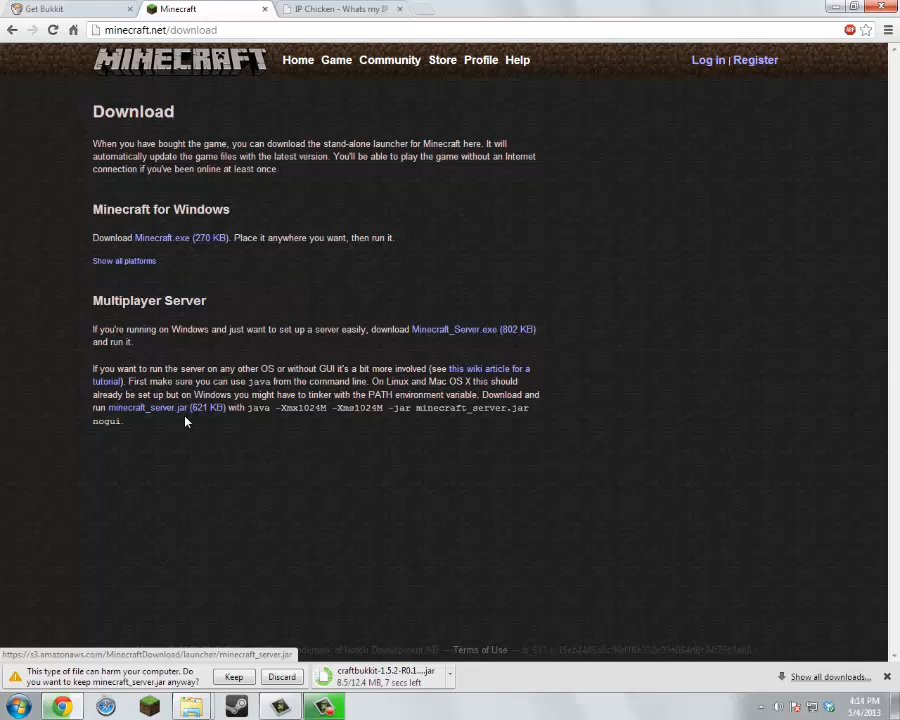 Get Bukkit
Minecraft
IP Chicken - Whats my IP
minecraft.net/download
MINECRAFT
Home Game Community Store Profile Help
Log in | Register
Download
When you have bought the game, you can download the stand-alone launcher for Minecraft here. It will
automatically update the game files with the latest version. You'll be able to play the game without an Internet
connection if you've been online at least once.
Minecraft for Windows
Download Minecraft.exe (270 KB). Place it anywhere you want, then run it.
Show all platforms
Multiplayer Server
If you're running on Windows and just want to set up a server easily, download Minecraft_Server.exe (802 KB)
and run it.
If you want to run the server on any other OS or without GUI it's a bit more involved (see this wiki article for a
tutorial). First make sure you can use java from the command line. On Linux and Mac OS X this should
already be set up but on Windows you might have to tinker with the PATH environment variable. Download and
run minecraft_server.jar (621 KB) with java -Xmx1024M -Xms1024M -jar minecraft_server.jar
nogui.
Terms of Use
https://s3.amazonaws.com/MinecraftDownload/launcher/minecraft_server.jar
This type of file can harm your computer. Do
you want to keep minecraft_server.jar anyway?
Keep
Discard
craftbukkit-1.5.2-R0.1....jar
8.5/12.4 MB, 7 secs left
Show all downloads...
4:14 PM
5/4/2013